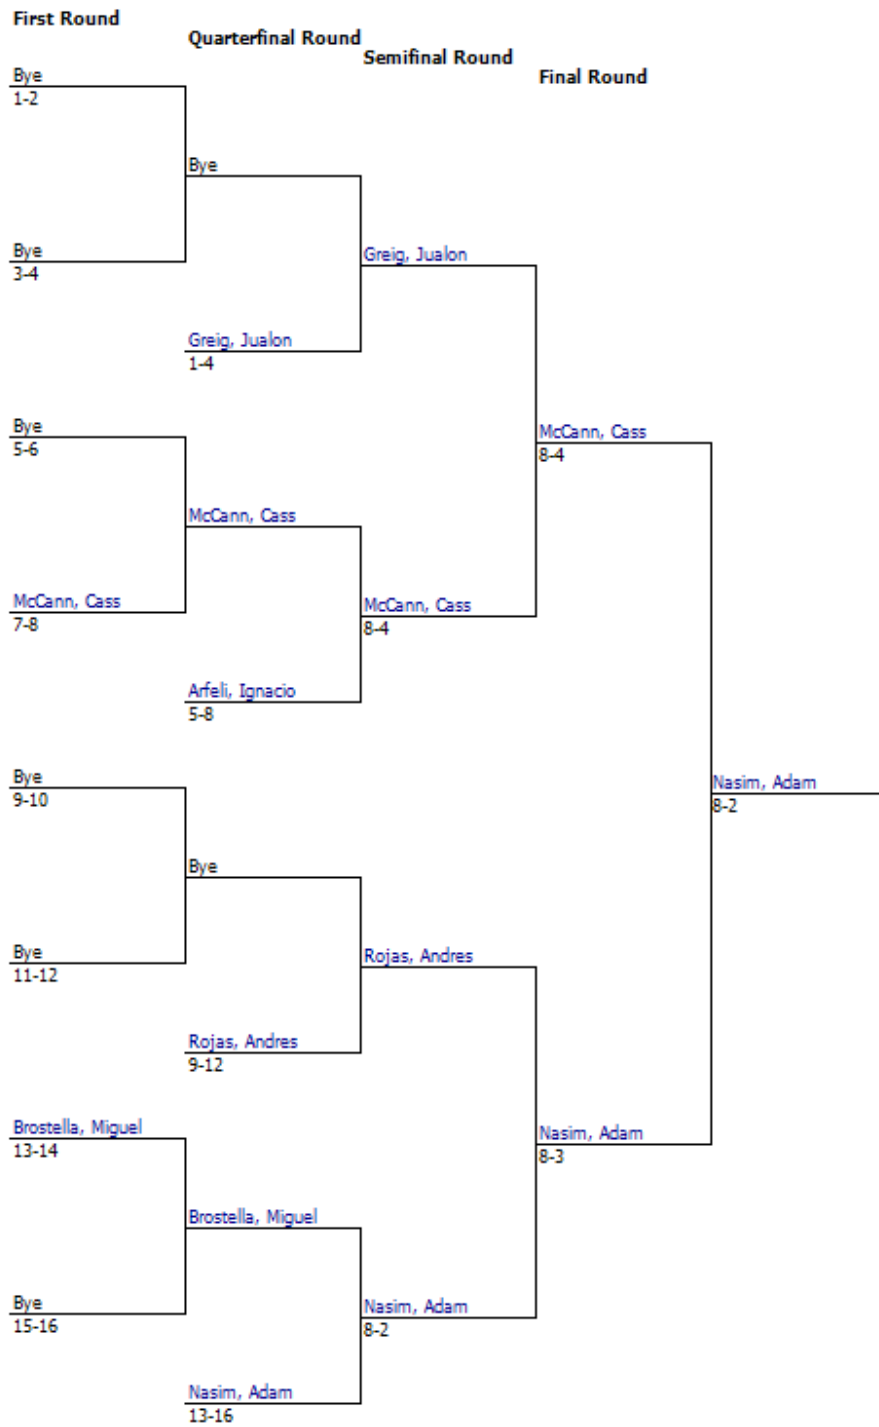 First Round
Quarterfinal Round
Semifinal Round
Final Round
Bye
1-2
Bye
Bye
3-4
Greig, Jualon
Greig, Jualon
1-4
Bye
5-6
McCann, Cass
8-4
McCann, Cass
McCann, Cass
7-8
McCann, Cass
8-4
Arfeli, Ignacio
5-8
Bye
9-10
Nasim, Adam
8-2
Bye
Bye
11-12
Rojas, Andres
Rojas, Andres
9-12
Brostella, Miguel
13-14
Nasim, Adam
8-3
Brostella, Miguel
Bye
15-16
Nasim, Adam
8-2
Nasim, Adam
13-16